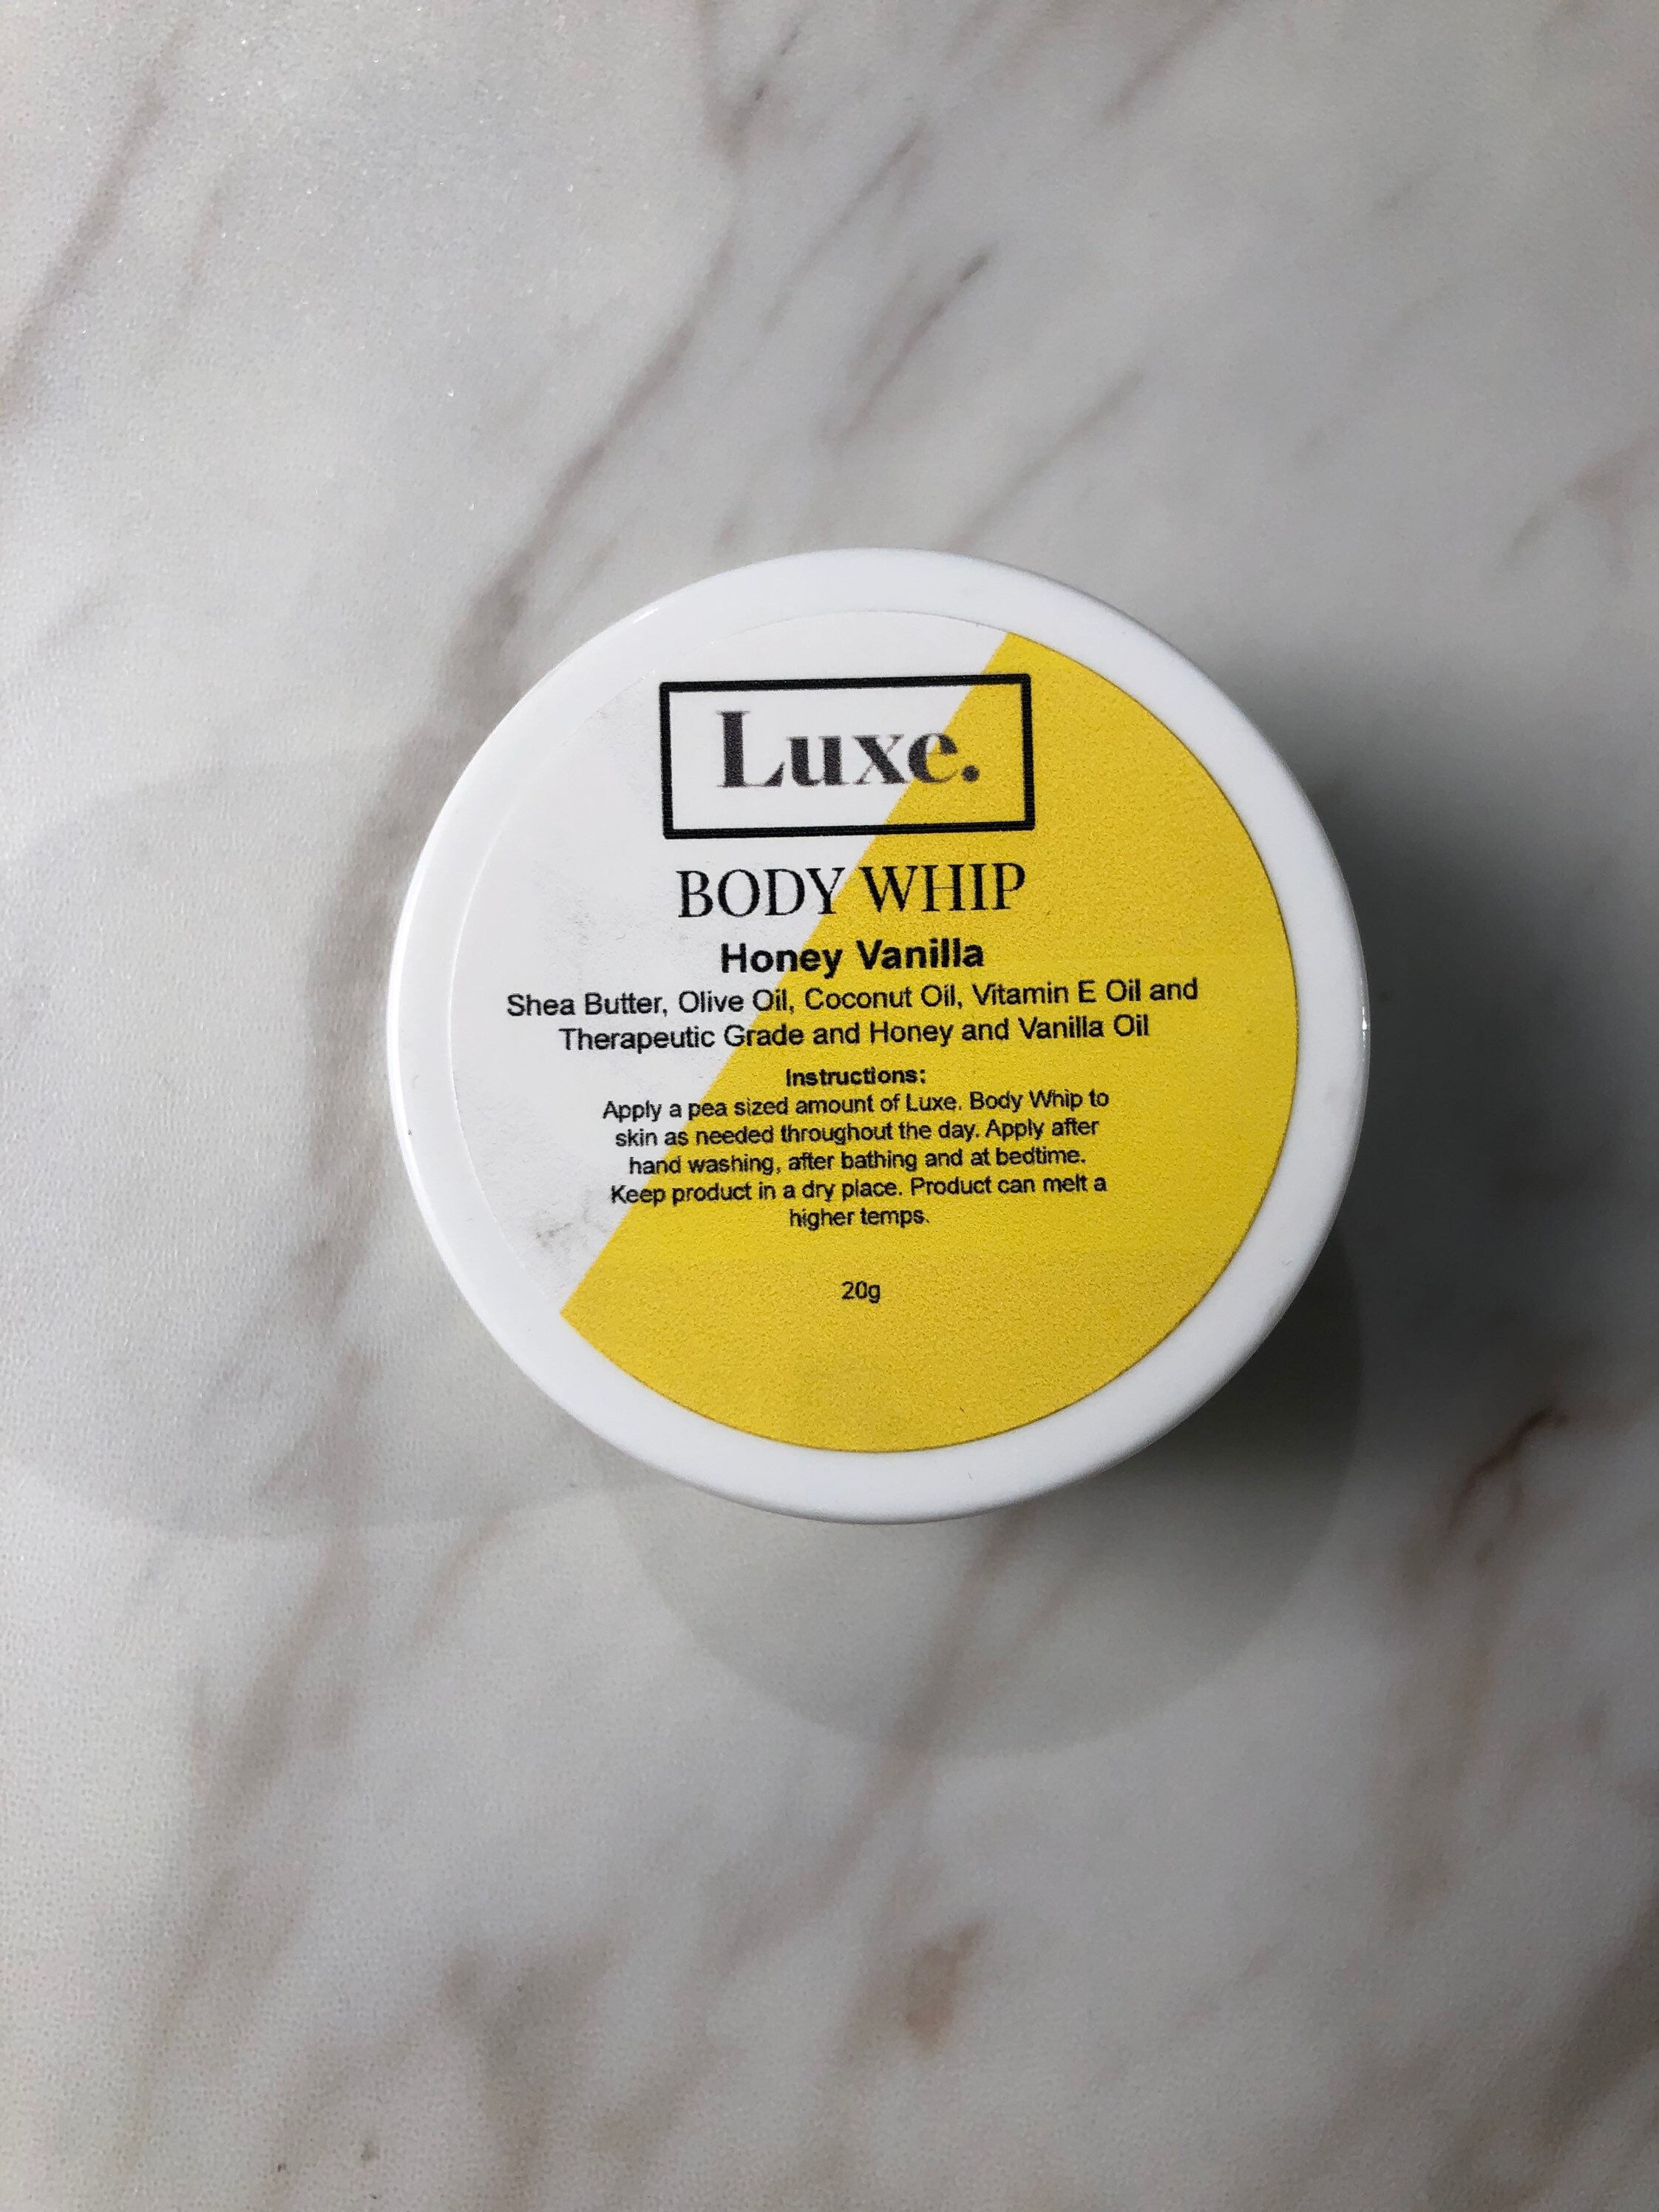 Luxe.
BODY WHIP
Honey Vanilla
Shea Butter, Olive Oil, Coconut Oil, Vitamin E Oil and
Therapeutic Grade and Honey and Vanilla Oil
Instructions:
Apply a pea sized amount of Luxe. Body Whip to
skin as needed throughout the day. Apply after
hand washing, after bathing and at bedtime.
Keep product in a dry place. Product can melt a
higher temps.
20g